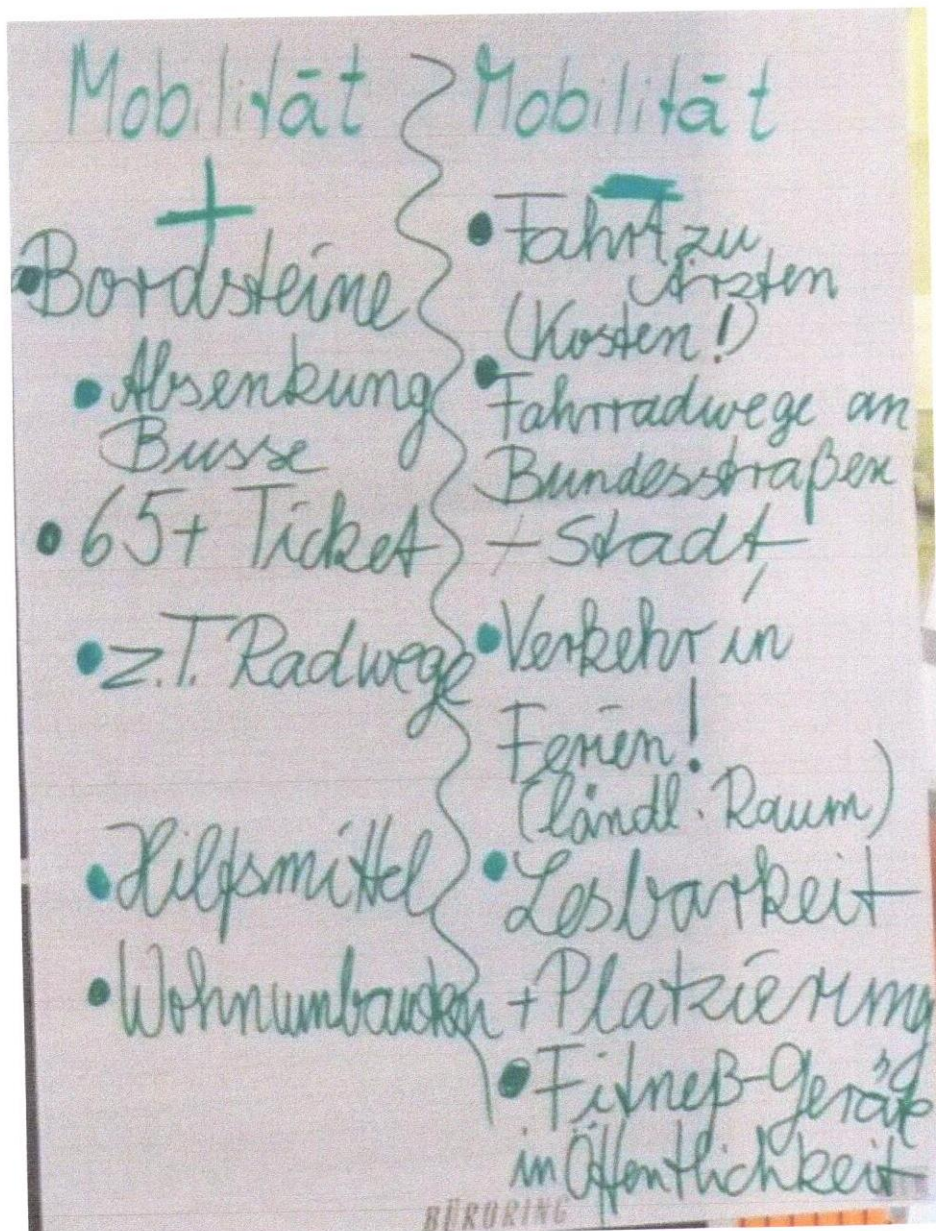 Mobilität
+
• Bordsteine
• Absenkung
Busse
• 65+ Ticket
• z.T. Radwege
• Hilfsmittel
• Wohnumbauten
Mobilität
-
• Fahrt zu
Ärzten
(Kosten!)
• Fahrradwege an
Bundesstraßen
+ Stadt
• Verkehr in
Ferien!
(ländl. Raum)
• Lesbarkeit
+ Platzierung
• Fitneß-Geräte
in Öffentlichkeit
BÜRORING